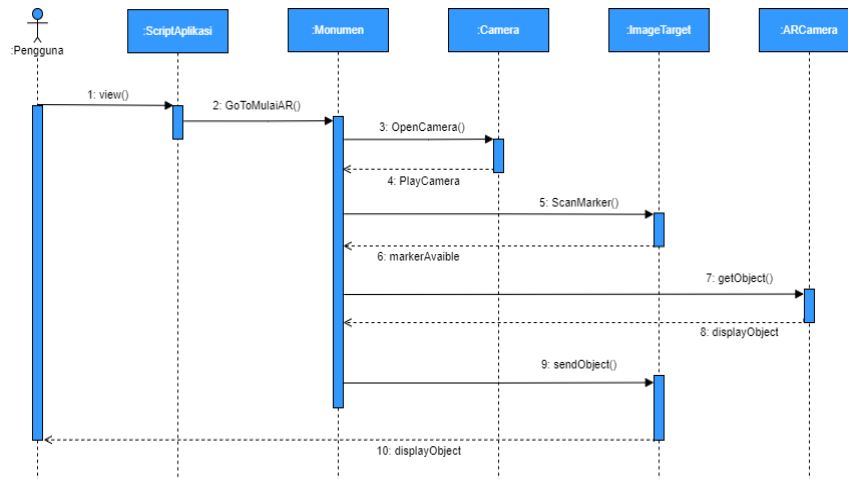 :Pengguna
:ScriptAplikasi
:Monumen
:Camera
:ImageTarget
:ARCamera
1: view()
2: GoToMulaiAR()
3: OpenCamera()
4: PlayCamera
5: ScanMarker()
6: markerAvaible
7: getObject()
8: displayObject
9: sendObject()
10: displayObject